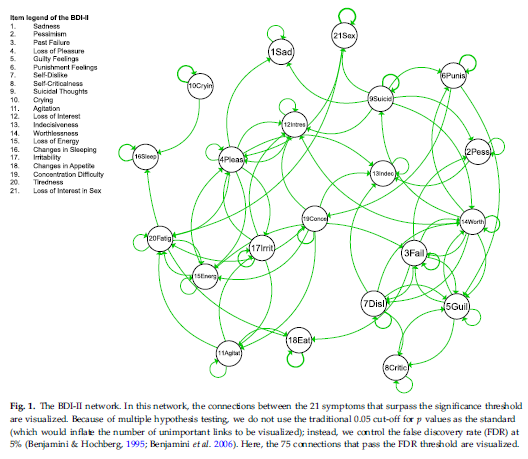 Item legend of the BDI-II
1. Sadness
2. Pessimism
3. Past Failure
4. Loss of Pleasure
5. Guilty Feelings
6. Punishment Feelings
7. Self-Dislike
8. Self-Criticalness
9. Suicidal Thoughts
10. Crying
11. Agitation
12. Loss of Interest
13. Indecisiveness
14. Worthlessness
15. Loss of Energy
16. Changes in Sleeping
17. Irritability
18. Changes in Appetite
19. Concentration Difficulty
20. Tiredness
21. Loss of Interest in Sex
21Sex
1Sad
6Punis
10Cryin
9Suicid
12Intres
16Sleep
4Pleas
2Pess
13Indec
19Conce
14Worth
20Fatig
17Irrit
3Fail
15Energ
7Disl
5Guil
18Eat
11Agitat
8Critic
Fig. 1. The BDI-II network. In this network, the connections between the 21 symptoms that surpass the significance threshold
are visualized. Because of multiple hypothesis testing, we do not use the traditional 0.05 cut-off for p values as the standard
(which would inflate the number of unimportant links to be visualized); instead, we control the false discovery rate (FDR) at
5% (Benjamini & Hochberg, 1995; Benjamini et al. 2006). Here, the 75 connections that pass the FDR threshold are visualized.